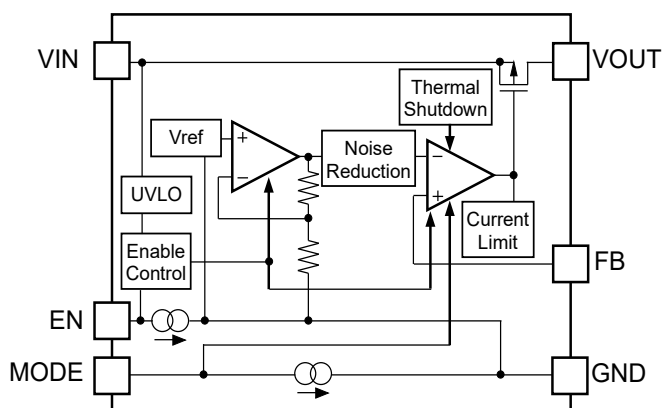 VIN
VOUT
Thermal
Shutdown
Vref
+
−
Noise
Reduction
−
+
UVLO
Current
Limit
Enable
Control
FB
EN
MODE
GND